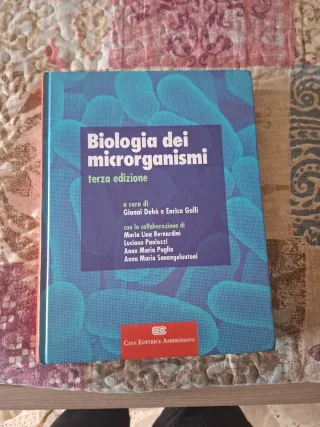 Biologia dei
microrganismi
terza edizione
a cura di
Gianni Dehò e Enrica Galli
con la collaborazione di
Maria Lina Bernardini
Luciano Paolozzi
Anna Maria Puglia
Anna Maria Sanangelantoni
CASA EDITRICE AMBROSIANA